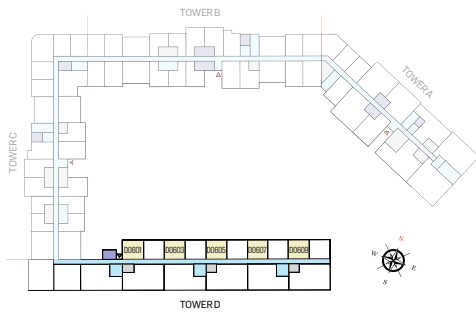 TOWER B
TOWER A
TOWER C
D0601 D0603 D0605 D0607 D0609
TOWER D
N
W
E
S